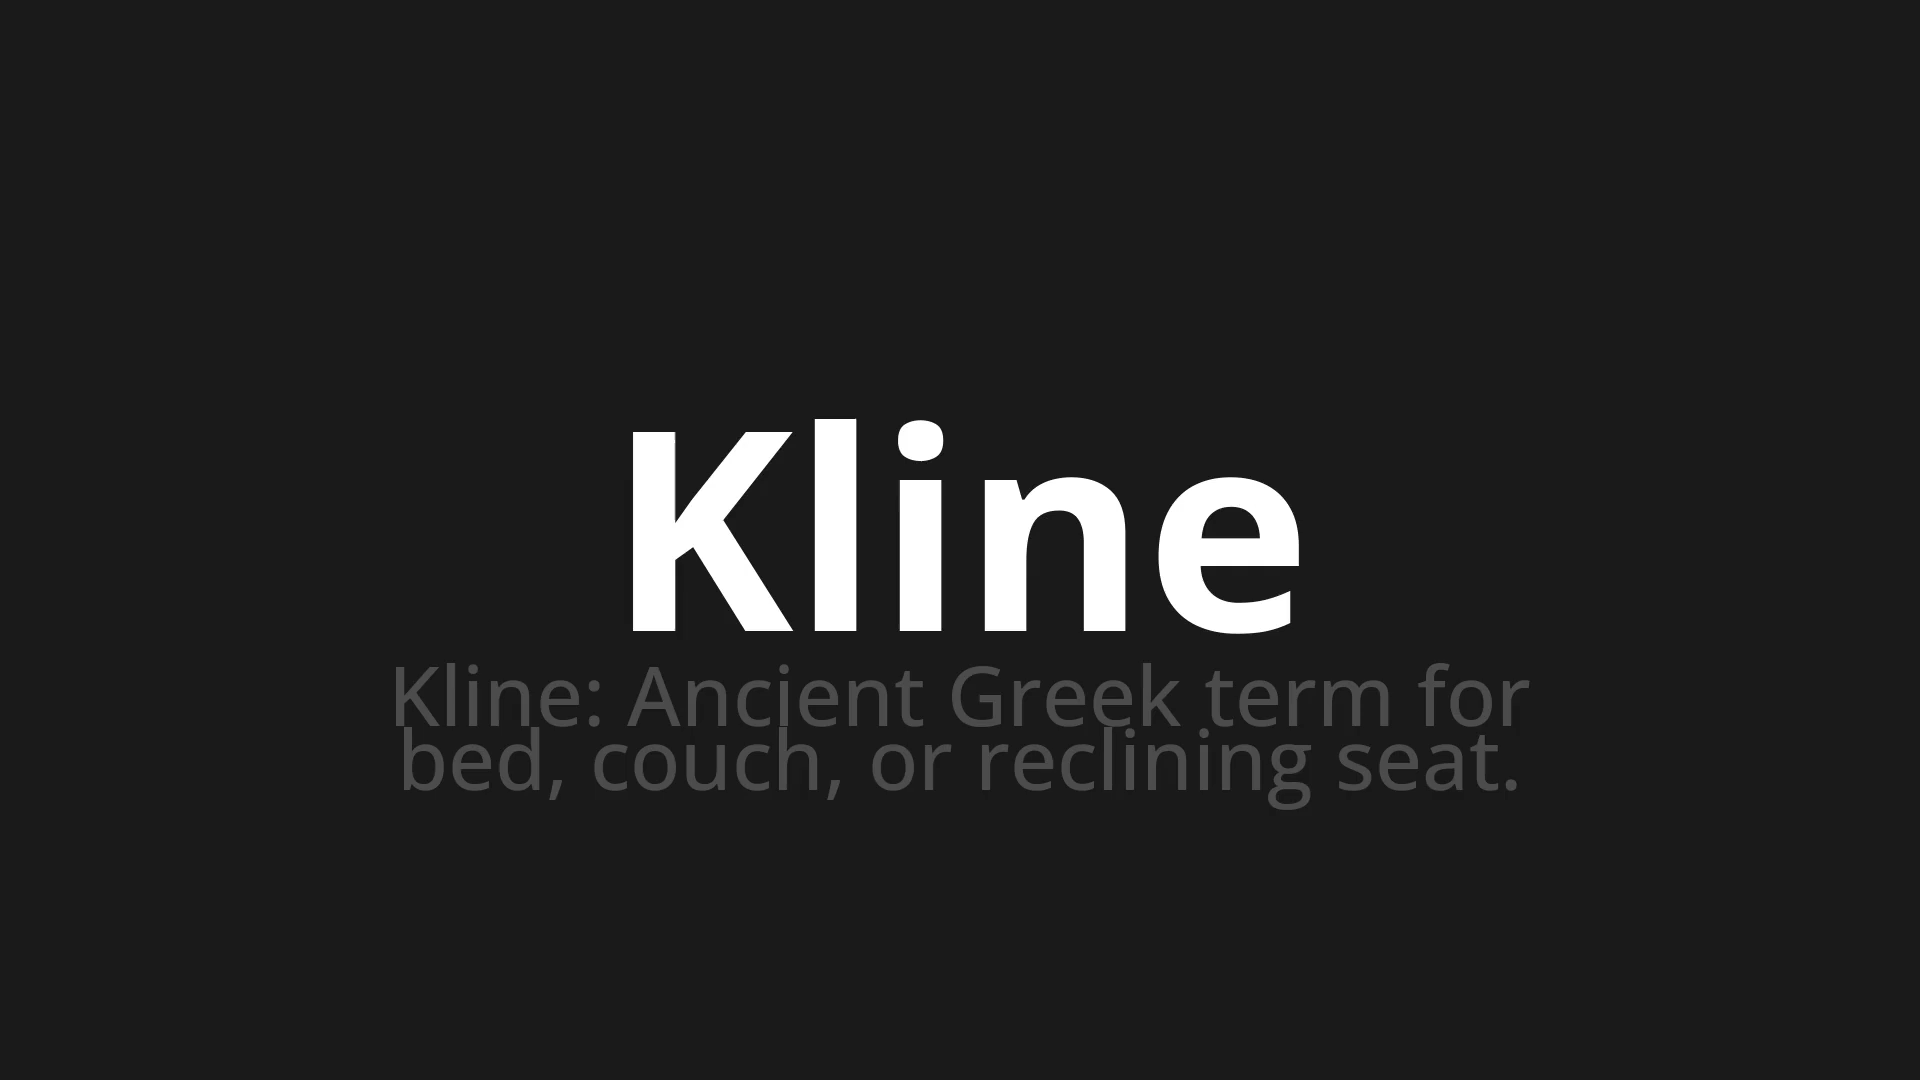 Kline
Kline: Ancient Greek term for
bed, couch, or reclining seat.